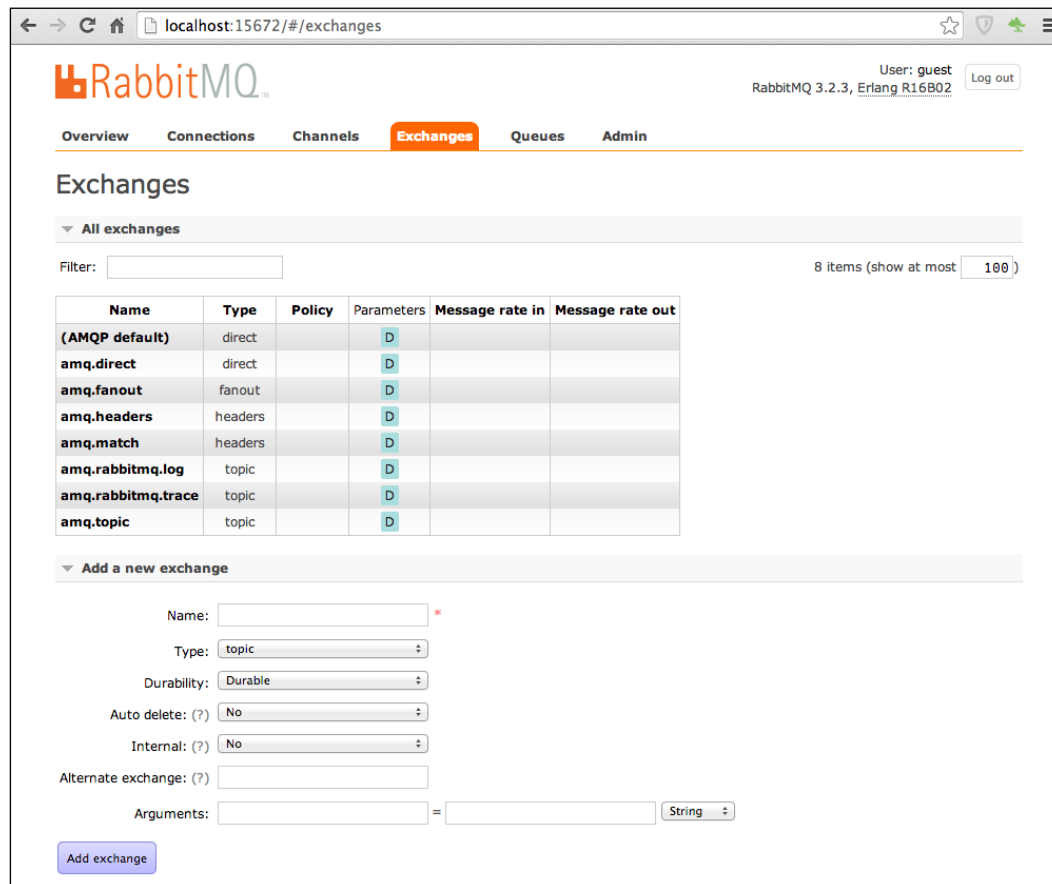 localhost:15672/#/exchanges
RabbitMQ™
User: guest
Log out
RabbitMQ 3.2.3, Erlang R16B02
Overview Connections Channels Exchanges Queues Admin
Exchanges
All exchanges
Filter: 8 items (show at most 100 )
Name Type Policy Parameters Message rate in Message rate out
(AMQP default) direct D
amq.direct direct D
amq.fanout fanout D
amq.headers headers D
amq.match headers D
amq.rabbitmq.log topic D
amq.rabbitmq.trace topic D
amq.topic topic D
Add a new exchange
Name: *
Type: topic
Durability: Durable
Auto delete: (?) No
Internal: (?) No
Alternate exchange: (?)
Arguments: = String
Add exchange